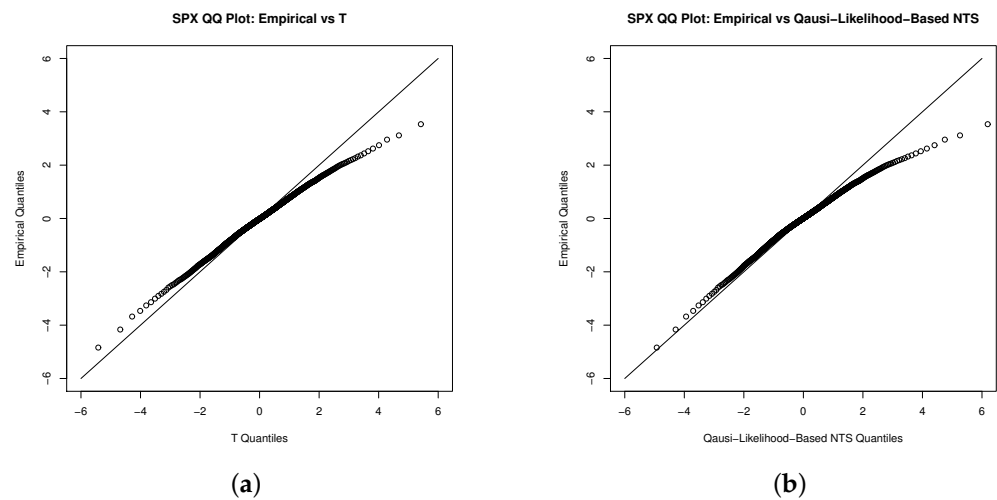 SPX QQ Plot: Empirical vs T
Empirical Quantiles
6
4
2
0
−2
−4
−6
−6 −4 −2 0 2 4 6
T Quantiles
(a)
SPX QQ Plot: Empirical vs Qausi−Likelihood−Based NTS
Empirical Quantiles
6
4
2
0
−2
−4
−6
−6 −4 −2 0 2 4 6
Qausi−Likelihood−Based NTS Quantiles
(b)